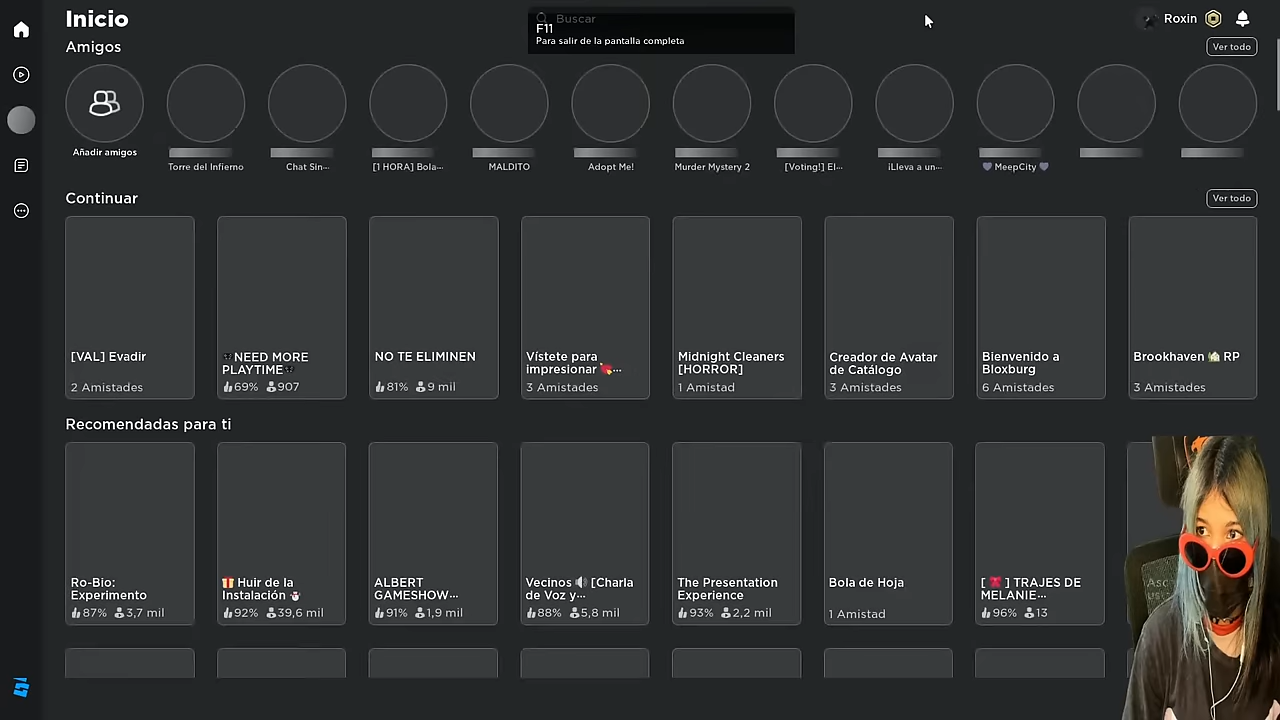 Inicio
Buscar
F11
Para salir de la pantalla completa
Roxin
Amigos
Ver todo
Añadir amigos
Torre del Infierno
Chat Sin...
[1 HORA] Bola...
MALDITO
Adopt Me!
Murder Mystery 2
[Voting!] El...
¡Lleva a un...
💜 MeepCity 💜
Continuar
Ver todo
[VAL] Evadir
2 Amistades
NEED MORE
PLAYTIME
69% 907
NO TE ELIMINEN
81% 9 mil
Vístete para
impresionar 💘...
3 Amistades
Midnight Cleaners
[HORROR]
1 Amistad
Creador de Avatar
de Catálogo
3 Amistades
Bienvenido a
Bloxburg
6 Amistades
Brookhaven 🏡 RP
3 Amistades
Recomendadas para ti
Ro-Bio:
Experimento
87% 3,7 mil
🎁 Huir de la
Instalación ⛄
92% 39,6 mil
ALBERT
GAMESHOW...
91% 1,9 mil
Vecinos 🔊 [Charla
de Voz y...
88% 5,8 mil
The Presentation
Experience
93% 2,2 mil
Bola de Hoja
1 Amistad
[🎀] TRAJES DE
MELANIE...
96% 13